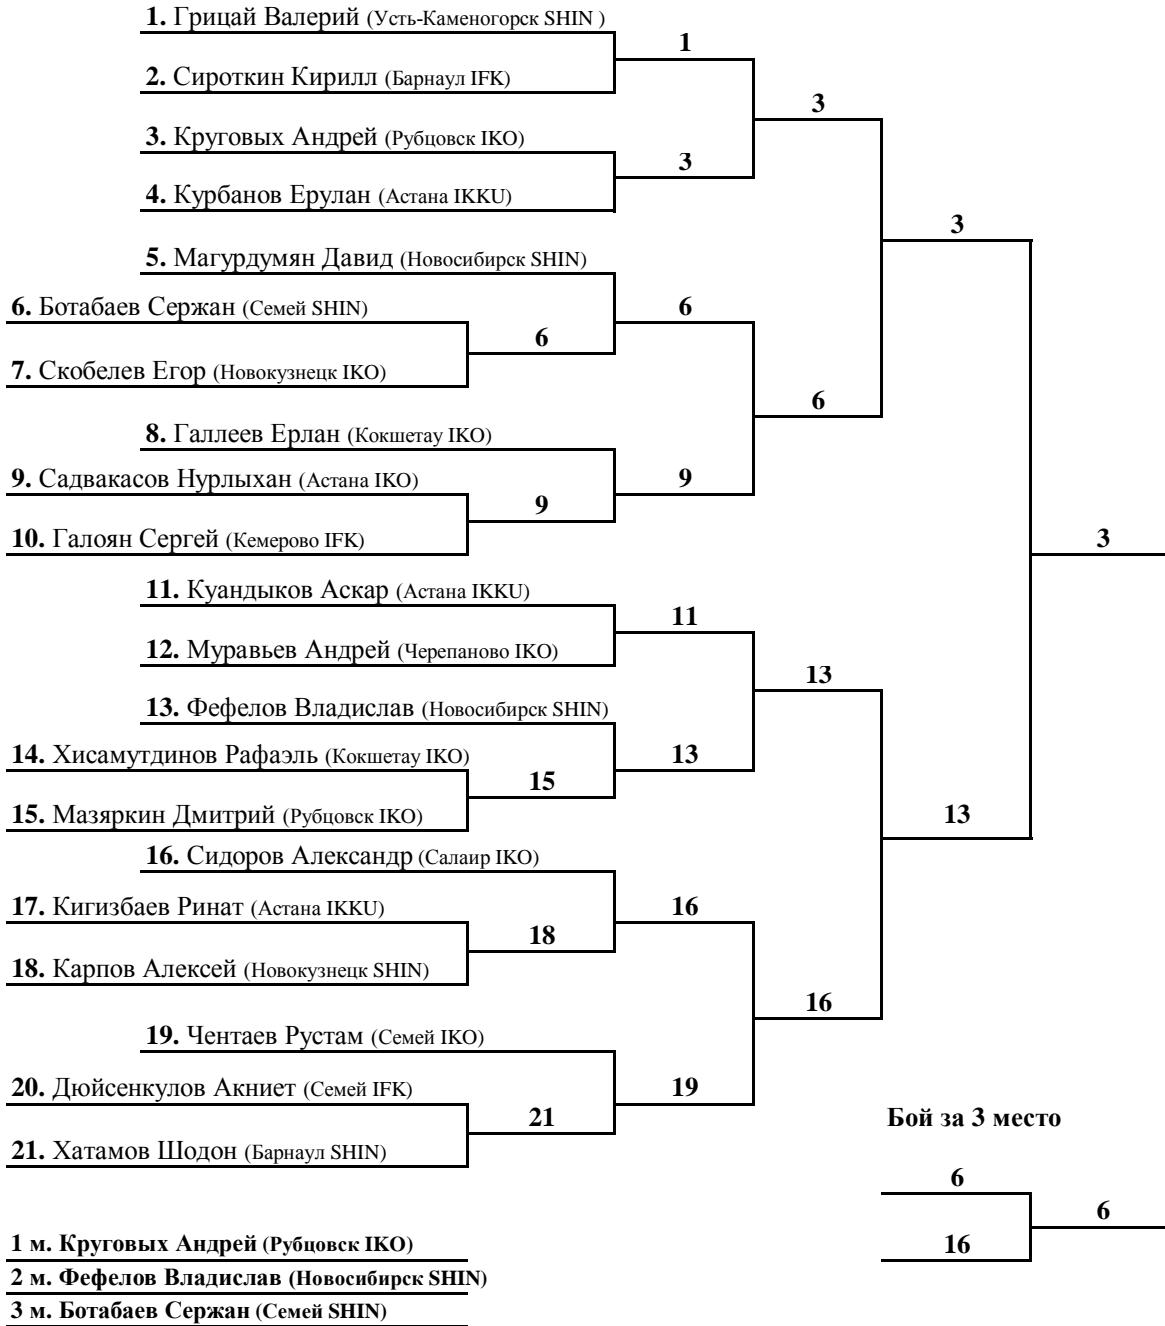 1. Грицай Валерий (Усть-Каменогорск SHIN )
1
2. Сироткин Кирилл (Барнаул IFK)
3
3. Круговых Андрей (Рубцовск IKO)
3
4. Курбанов Ерулан (Астана IKKU)
3
5. Магурдумян Давид (Новосибирск SHIN)
6. Ботабаев Сержан (Семей SHIN)
6
6
7. Скобелев Егор (Новокузнецк IKO)
6
8. Галлеев Ерлан (Кокшетау IKO)
9. Садвакасов Нурлыхан (Астана IKO)
9
9
10. Галоян Сергей (Кемерово IFK)
3
11. Куандыков Аскар (Астана IKKU)
11
12. Муравьев Андрей (Черепаново IKO)
13
13. Фефелов Владислав (Новосибирск SHIN)
14. Хисамутдинов Рафаэль (Кокшетау IKO)
13
15
15. Мазяркин Дмитрий (Рубцовск IKO)
13
16. Сидоров Александр (Салаир IKO)
17. Кигизбаев Ринат (Астана IKKU)
16
18
18. Карпов Алексей (Новокузнецк SHIN)
16
19. Чентаев Рустам (Семей IKO)
20. Дюйсенкулов Акниет (Семей IFK)
19
21
Бой за 3 место
21. Хатамов Шодон (Барнаул SHIN)
6
6
16
1 м. Круговых Андрей (Рубцовск IKO)
2 м. Фефелов Владислав (Новосибирск SHIN)
3 м. Ботабаев Сержан (Семей SHIN)